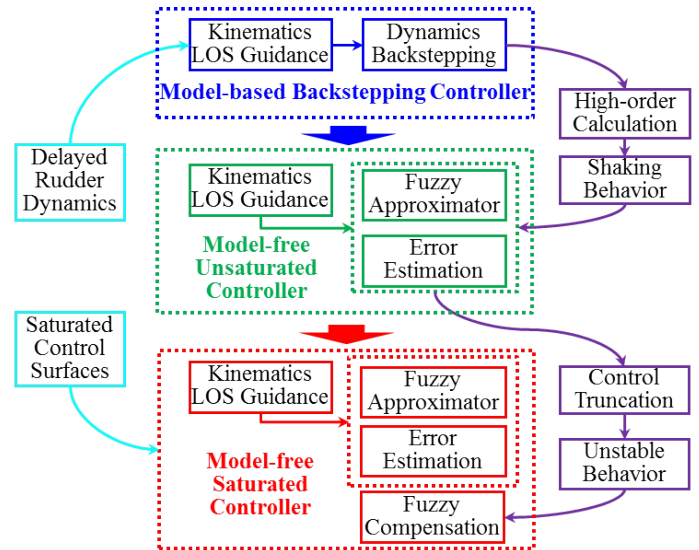 Kinematics
LOS Guidance
Dynamics
Backstepping
Model-based Backstepping Controller
High-order
Calculation
Shaking
Behavior
Delayed
Rudder
Dynamics
Kinematics
LOS Guidance
Fuzzy
Approximator
Error
Estimation
Model-free
Unsaturated
Controller
Saturated
Control
Surfaces
Kinematics
LOS Guidance
Fuzzy
Approximator
Error
Estimation
Model-free
Saturated
Controller
Fuzzy
Compensation
Control
Truncation
Unstable
Behavior